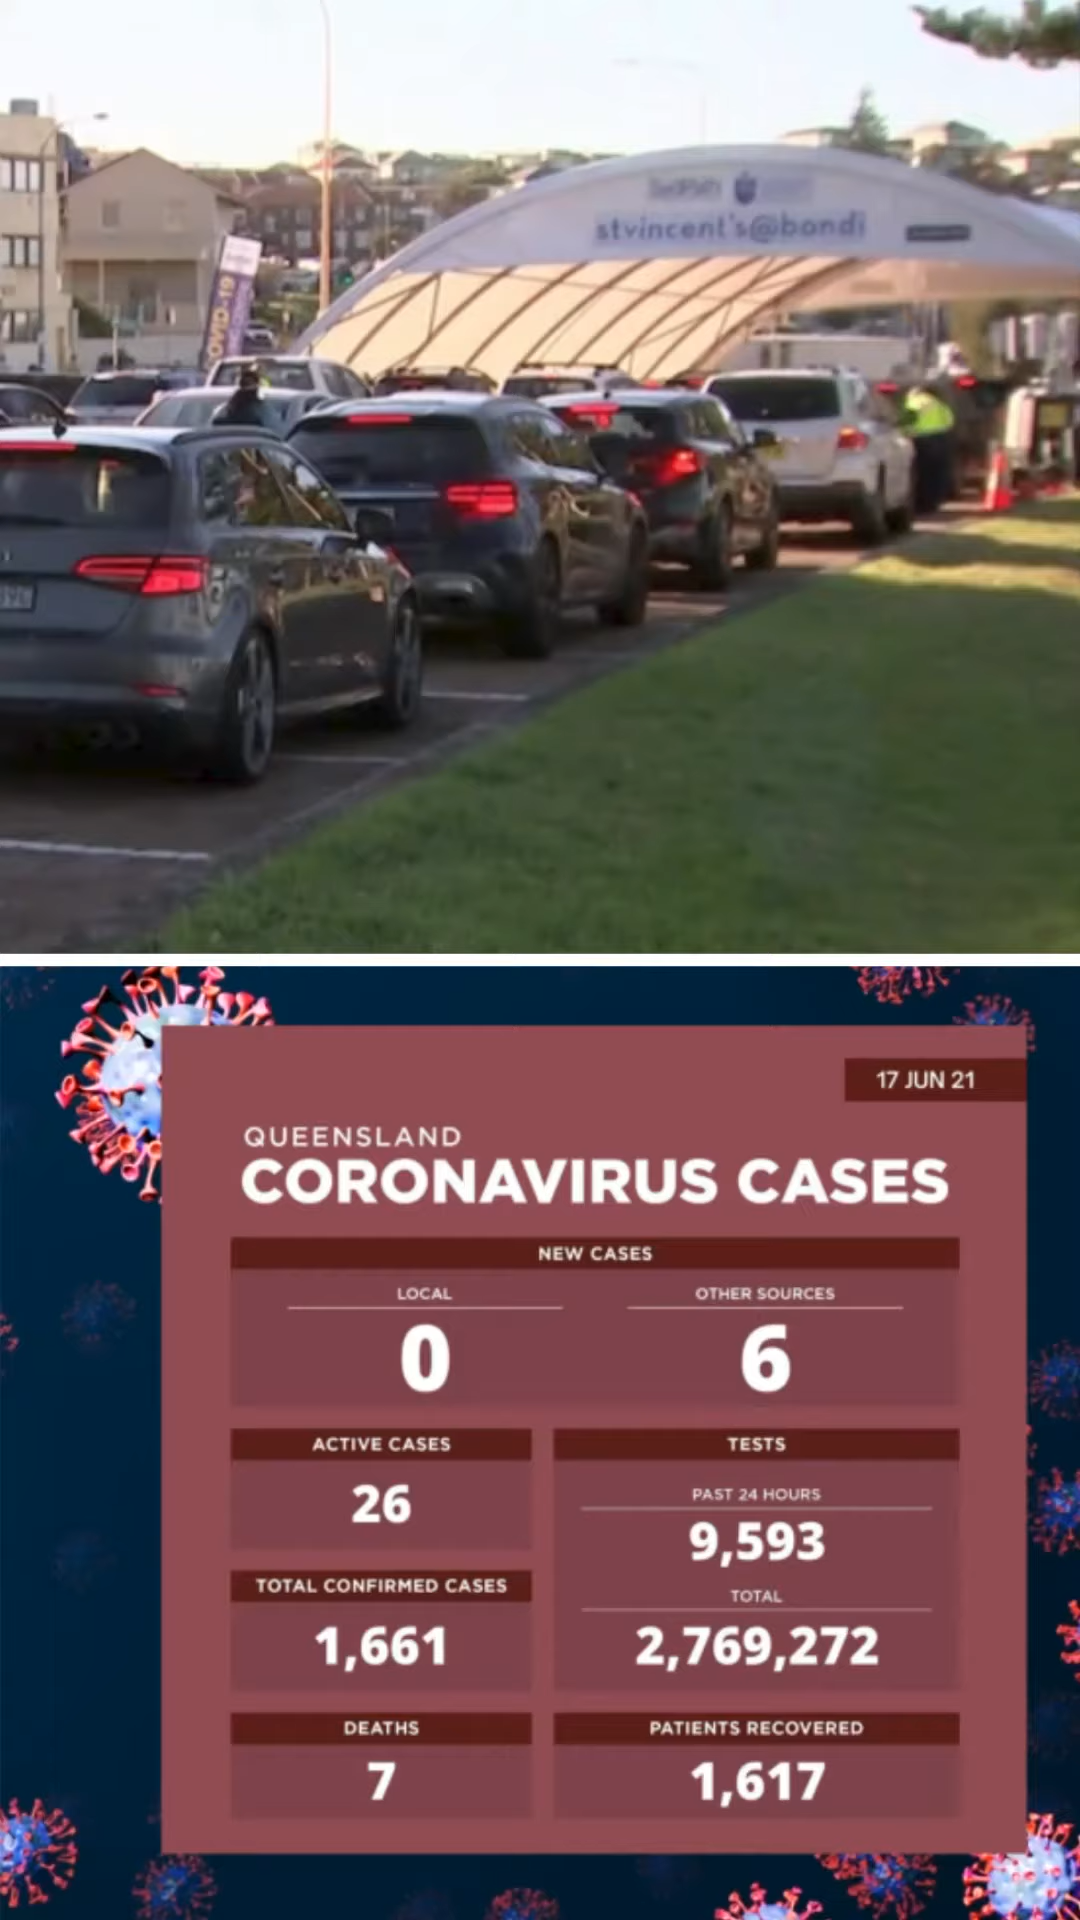 stvincent's@bondi
OVID-19
17 JUN 21
QUEENSLAND
CORONAVIRUS CASES
NEW CASES
LOCAL
OTHER SOURCES
0
6
ACTIVE CASES
26
TESTS
PAST 24 HOURS
9,593
TOTAL CONFIRMED CASES
1,661
TOTAL
2,769,272
DEATHS
7
PATIENTS RECOVERED
1,617